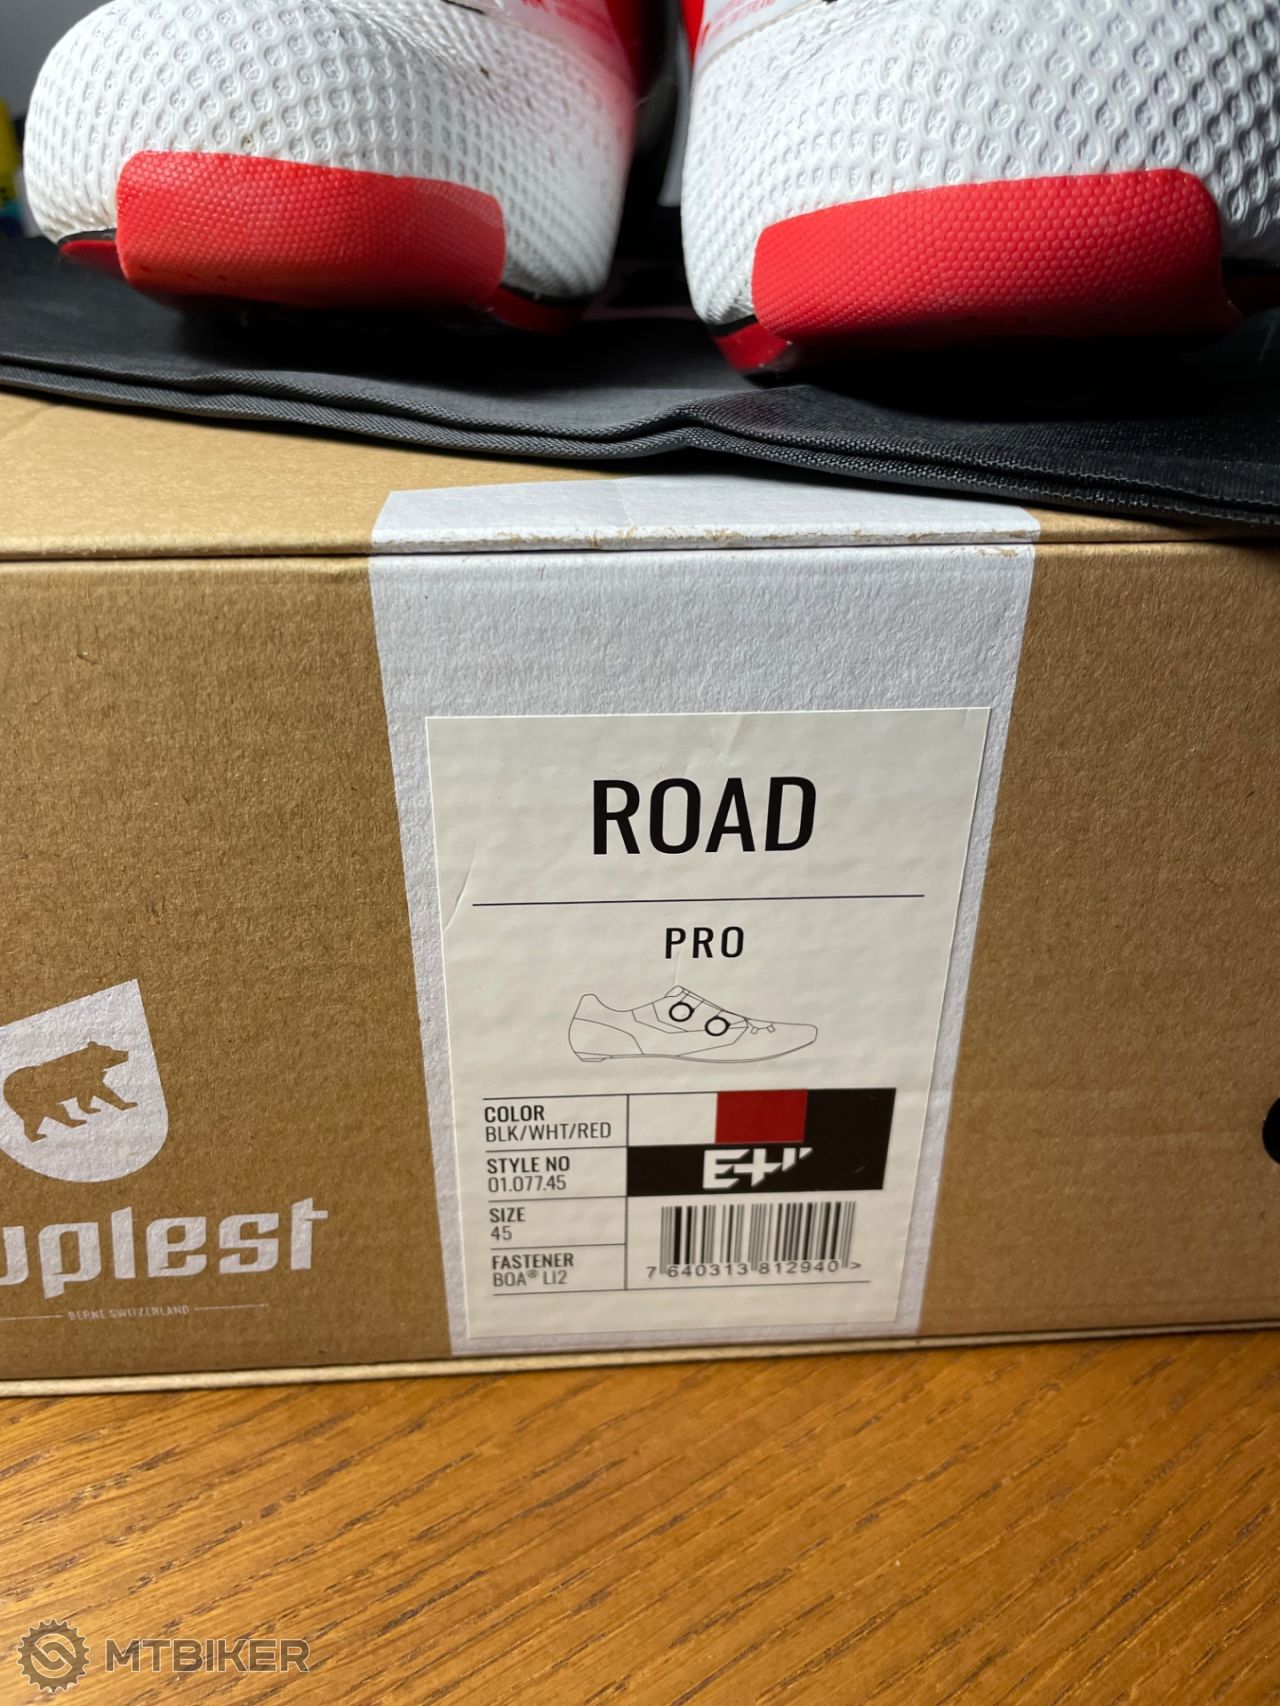 ROAD
PRO
COLOR
BLK/WHT/RED
STYLE NO
01.077.45
SIZE
45
FASTENER
BOA® LI2
7 640313 812940 >
uplest
BERNE SWITZERLAND
MTBIKER